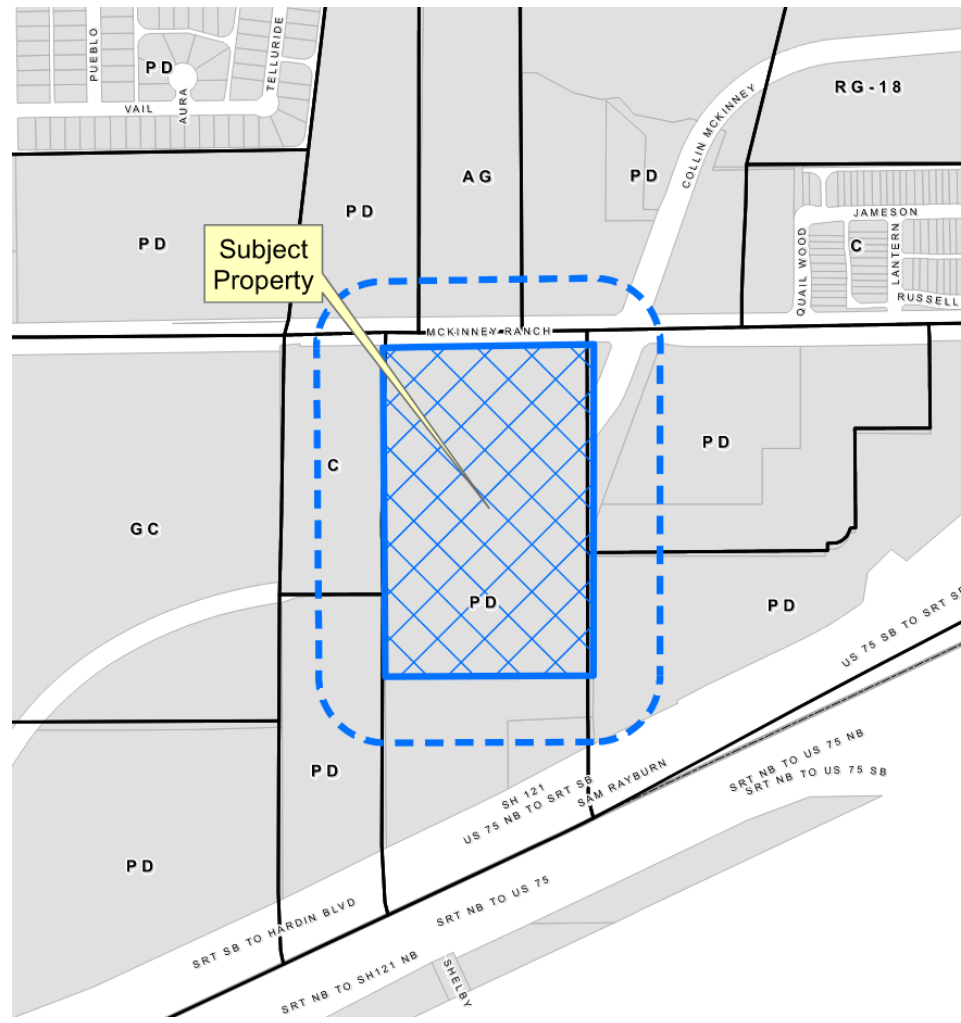 PUEBLO
PD
TELLURIDE
VAIL
AURA
RG-18
COLLIN MCKINNEY
AG
PD
PD
PD
JAMESON
QUAIL WOOD
C
LANTERN
RUSSELL
Subject
Property
MCKINNEY RANCH
PD
C
GC
PD
PD
US 75 SB TO SRT SB
PD
SH 121
US 75 NB TO SRT SB
SAM RAYBURN
SRT NB TO US 75 NB
SRT NB TO US 75 SB
PD
SRT SB TO HARDIN BLVD
SRT NB TO US 75
SRT NB TO SH121 NB
SHELBY